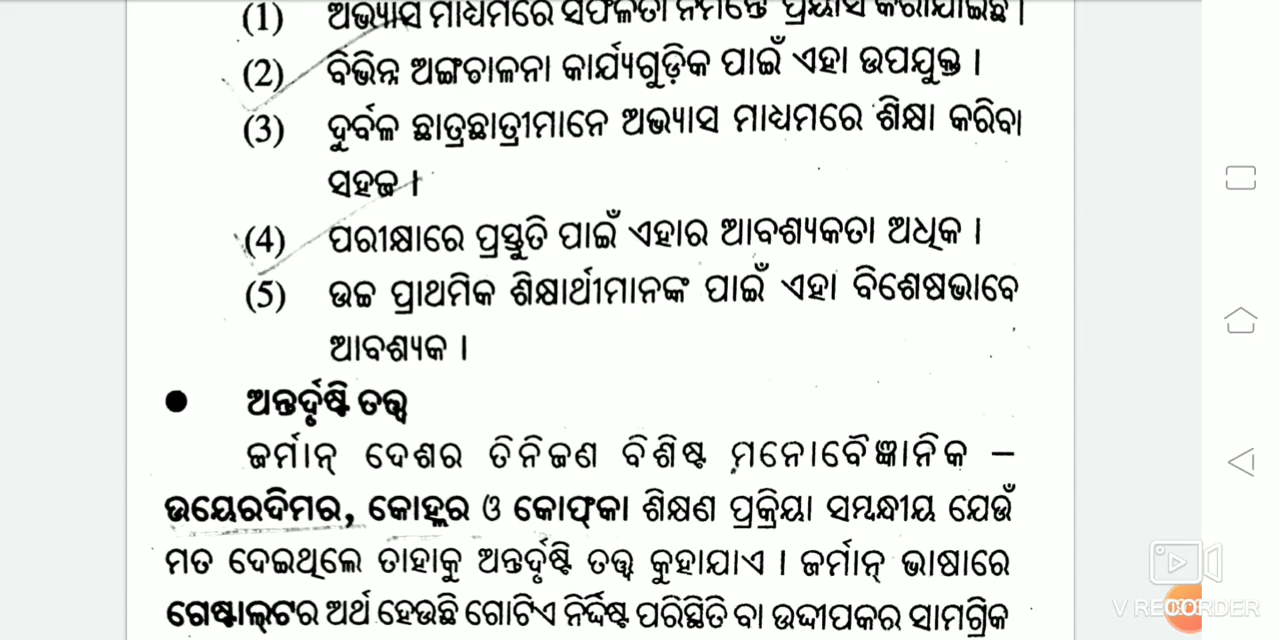 (1) ଅଭ୍ୟାସ ମାଧ୍ୟମରେ ସଫଳତା ନିମନ୍ତେ ପ୍ରୟାସ କରାଯାଇଛି ।
(2) ବିଭିନ୍ନ ଅଙ୍ଗଚାଳନା କାର୍ଯ୍ୟଗୁଡ଼ିକ ପାଇଁ ଏହା ଉପଯୁକ୍ତ ।
(3) ଦୁର୍ବଳ ଛାତ୍ରଛାତ୍ରୀମାନେ ଅଭ୍ୟାସ ମାଧ୍ୟମରେ ଶିକ୍ଷା କରିବା
ସହଜ ।
(4) ପରୀକ୍ଷାରେ ପ୍ରସ୍ତୁତି ପାଇଁ ଏହାର ଆବଶ୍ୟକତା ଅଧିକ ।
(5) ଉଚ୍ଚ ପ୍ରାଥମିକ ଶିକ୍ଷାର୍ଥୀମାନଙ୍କ ପାଇଁ ଏହା ବିଶେଷଭାବେ
ଆବଶ୍ୟକ ।
● ଅନ୍ତର୍ଦୃଷ୍ଟି ତତ୍ତ୍ୱ
ଜର୍ମାନ୍ ଦେଶର ତିନିଜଣ ବିଶିଷ୍ଟ ମନୋବୈଜ୍ଞାନିକ –
ଉୟେରଦିମର, କୋହ୍ଲର ଓ କୋଫ୍‌କା ଶିକ୍ଷଣ ପ୍ରକ୍ରିୟା ସମ୍ବନ୍ଧୀୟ ଯେଉଁ
ମତ ଦେଇଥିଲେ ତାହାକୁ ଅନ୍ତର୍ଦୃଷ୍ଟି ତତ୍ତ୍ୱ କୁହାଯାଏ । ଜର୍ମାନ୍ ଭାଷାରେ
ଗେଷ୍ଟାଲ୍‌ଟର ଅର୍ଥ ହେଉଛି ଗୋଟିଏ ନିର୍ଦ୍ଦିଷ୍ଟ ପରିସ୍ଥିତି ବା ଉଦ୍ଦୀପକର ସାମଗ୍ରିକ
V RECORDER